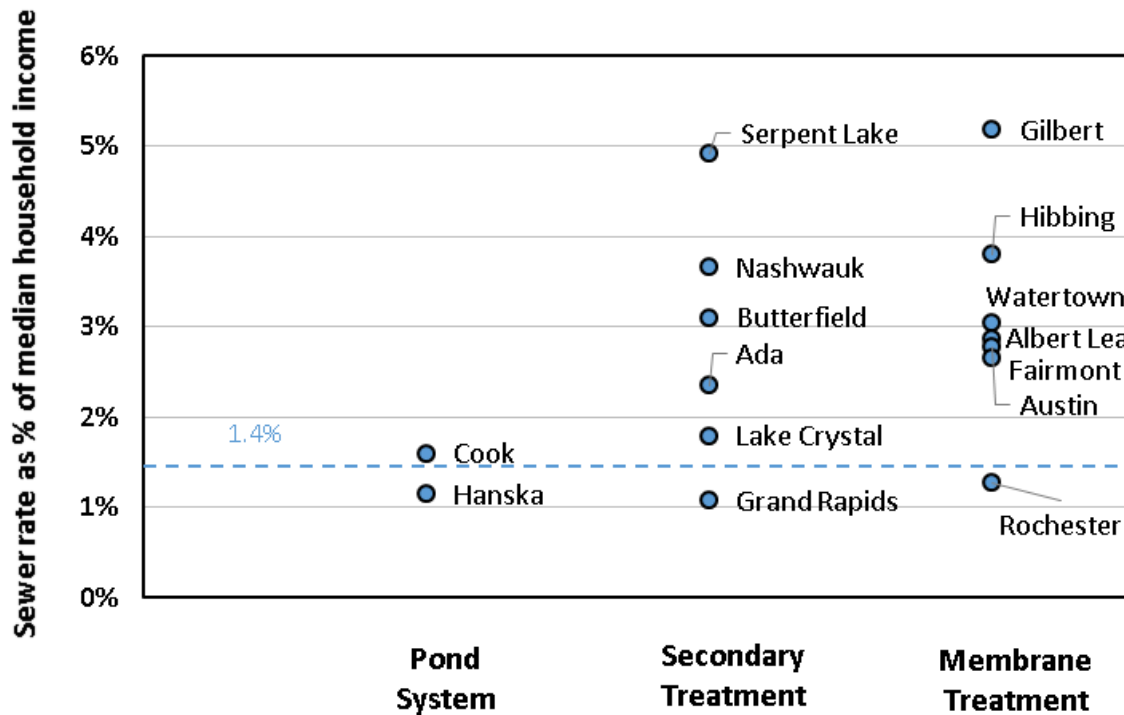 Sewer rate as % of median household income
6%
5%
4%
3%
2%
1%
0%
1.4%
Cook
Hanska
Serpent Lake
Nashwauk
Butterfield
Ada
Lake Crystal
Grand Rapids
Gilbert
Hibbing
Watertown
Albert Lea
Fairmont
Austin
Rochester
Pond
System
Secondary
Treatment
Membrane
Treatment